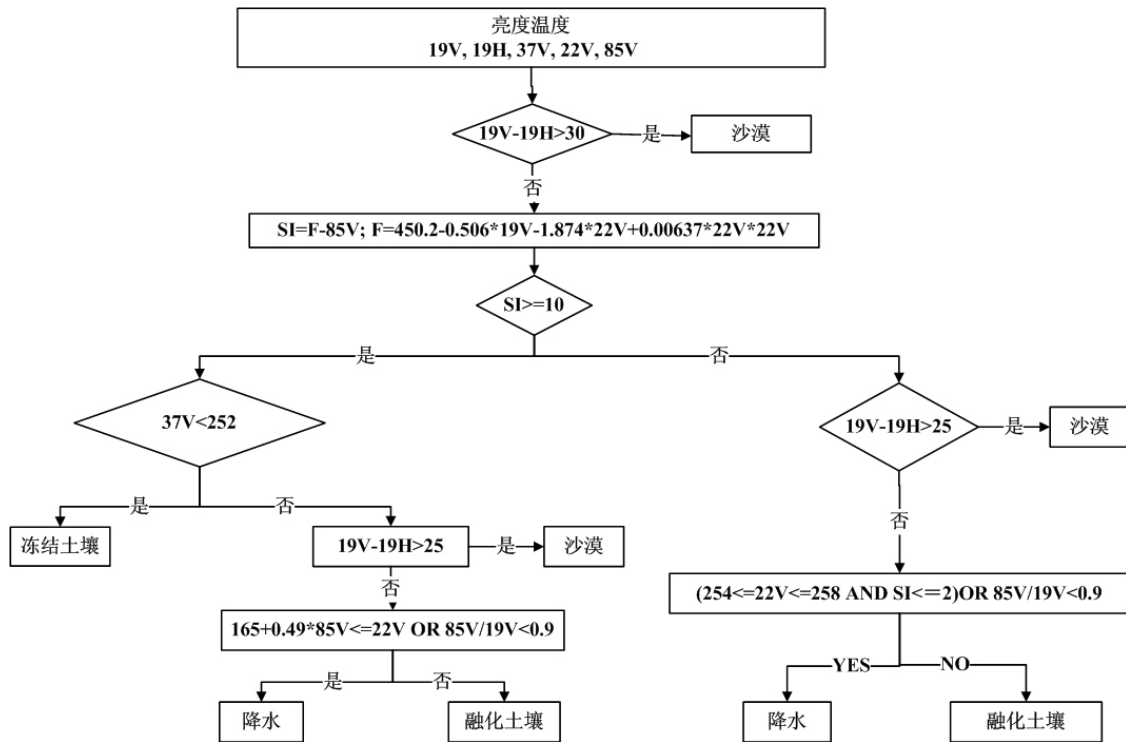 亮度温度
19V, 19H, 37V, 22V, 85V
19V-19H>30
是
沙漠
否
SI=F-85V; F=450.2-0.506*19V-1.874*22V+0.00637*22V*22V
SI>=10
是
否
37V<252
19V-19H>25
是
沙漠
是
否
否
冻结土壤
19V-19H>25
是
沙漠
否
(254<=22V<=258 AND SI<=2)OR 85V/19V<0.9
165+0.49*85V<=22V OR 85V/19V<0.9
YES
NO
是
否
降水
融化土壤
降水
融化土壤